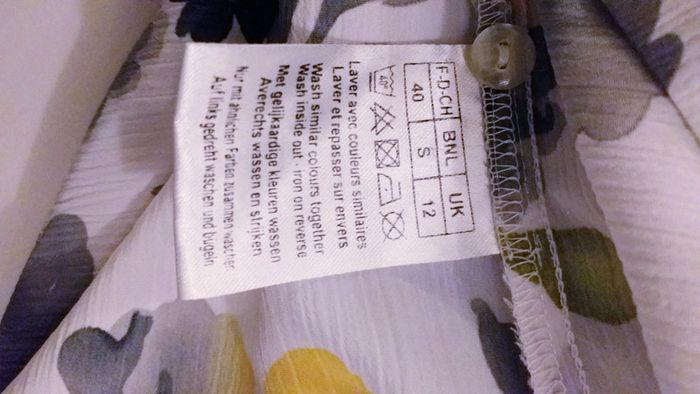 F-D-CH BNL UK
40 S 12
40°
Laver avec couleurs similaires
Laver et repasser sur envers
Wash similar colours together
Wash inside out - iron on reverse
Met gelijkaardige kleuren wassen
Averechts wassen en strijken
Nur mit ähnlichen Farben zusammen waschen
Auf links gedreht waschen und bügeln